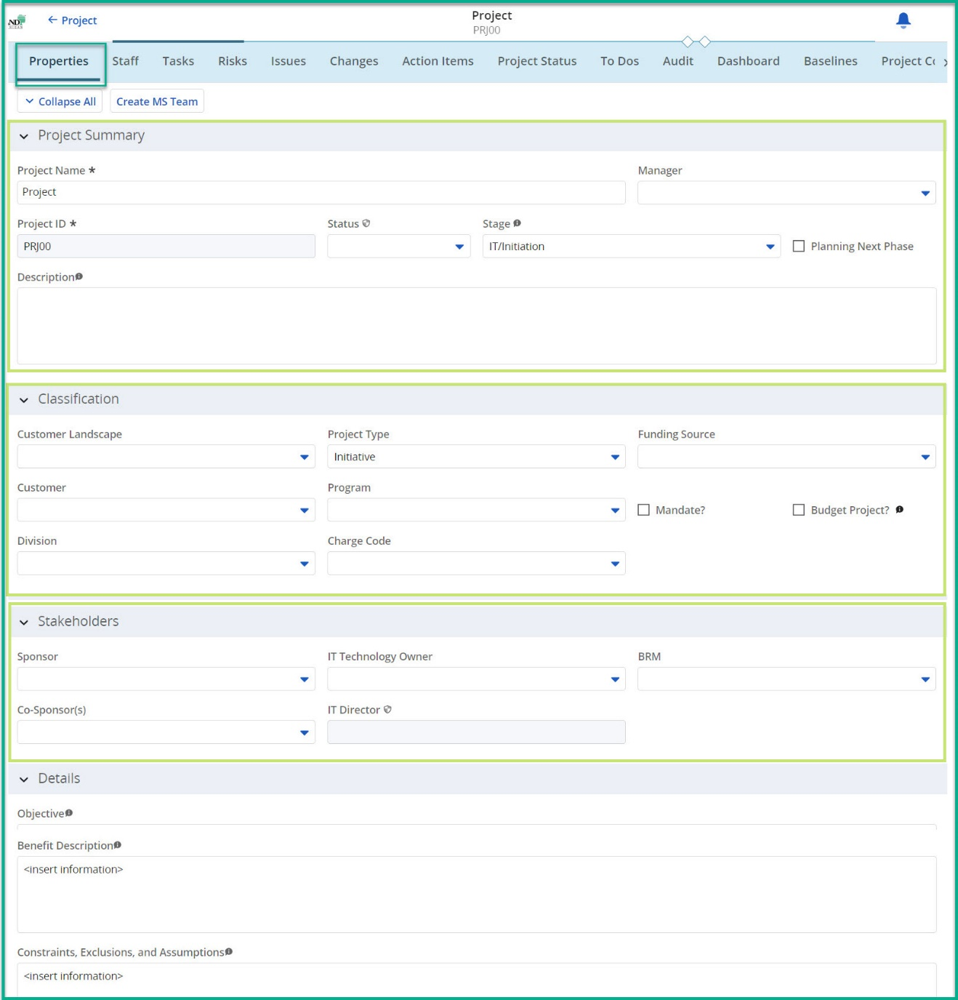 ND
← Project
Project
PRJ00
Properties Staff Tasks Risks Issues Changes Action Items Project Status To Dos Audit Dashboard Baselines Project Co
Collapse All Create MS Team
Project Summary
Project Name * Manager
Project
Project ID * Status Stage
PRJ00 IT/Initiation Planning Next Phase
Description
Classification
Customer Landscape Project Type Funding Source
Initiative
Customer Program
Mandate? Budget Project?
Division Charge Code
Stakeholders
Sponsor IT Technology Owner BRM
Co-Sponsor(s) IT Director
Details
Objective
Benefit Description
<insert information>
Constraints, Exclusions, and Assumptions
<insert information>